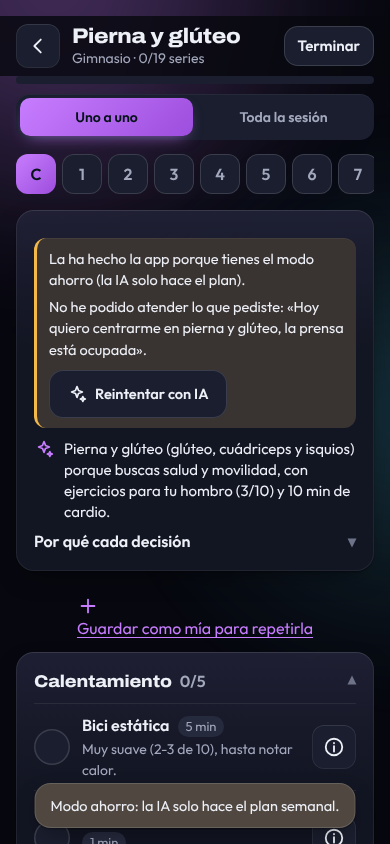 Pierna y glúteo
Gimnasio · 0/19 series
Terminar
Uno a uno
Toda la sesión
C 1 2 3 4 5 6 7
La ha hecho la app porque tienes el modo
ahorro (la IA solo hace el plan).
No he podido atender lo que pediste: «Hoy
quiero centrarme en pierna y glúteo, la prensa
está ocupada».
Reintentar con IA
Pierna y glúteo (glúteo, cuádriceps y isquios)
porque buscas salud y movilidad, con
ejercicios para tu hombro (3/10) y 10 min de
cardio.
Por qué cada decisión
Guardar como mía para repetirla
Calentamiento 0/5
Bici estática 5 min
Muy suave (2-3 de 10), hasta notar
calor.
Modo ahorro: la IA solo hace el plan semanal.
1 min